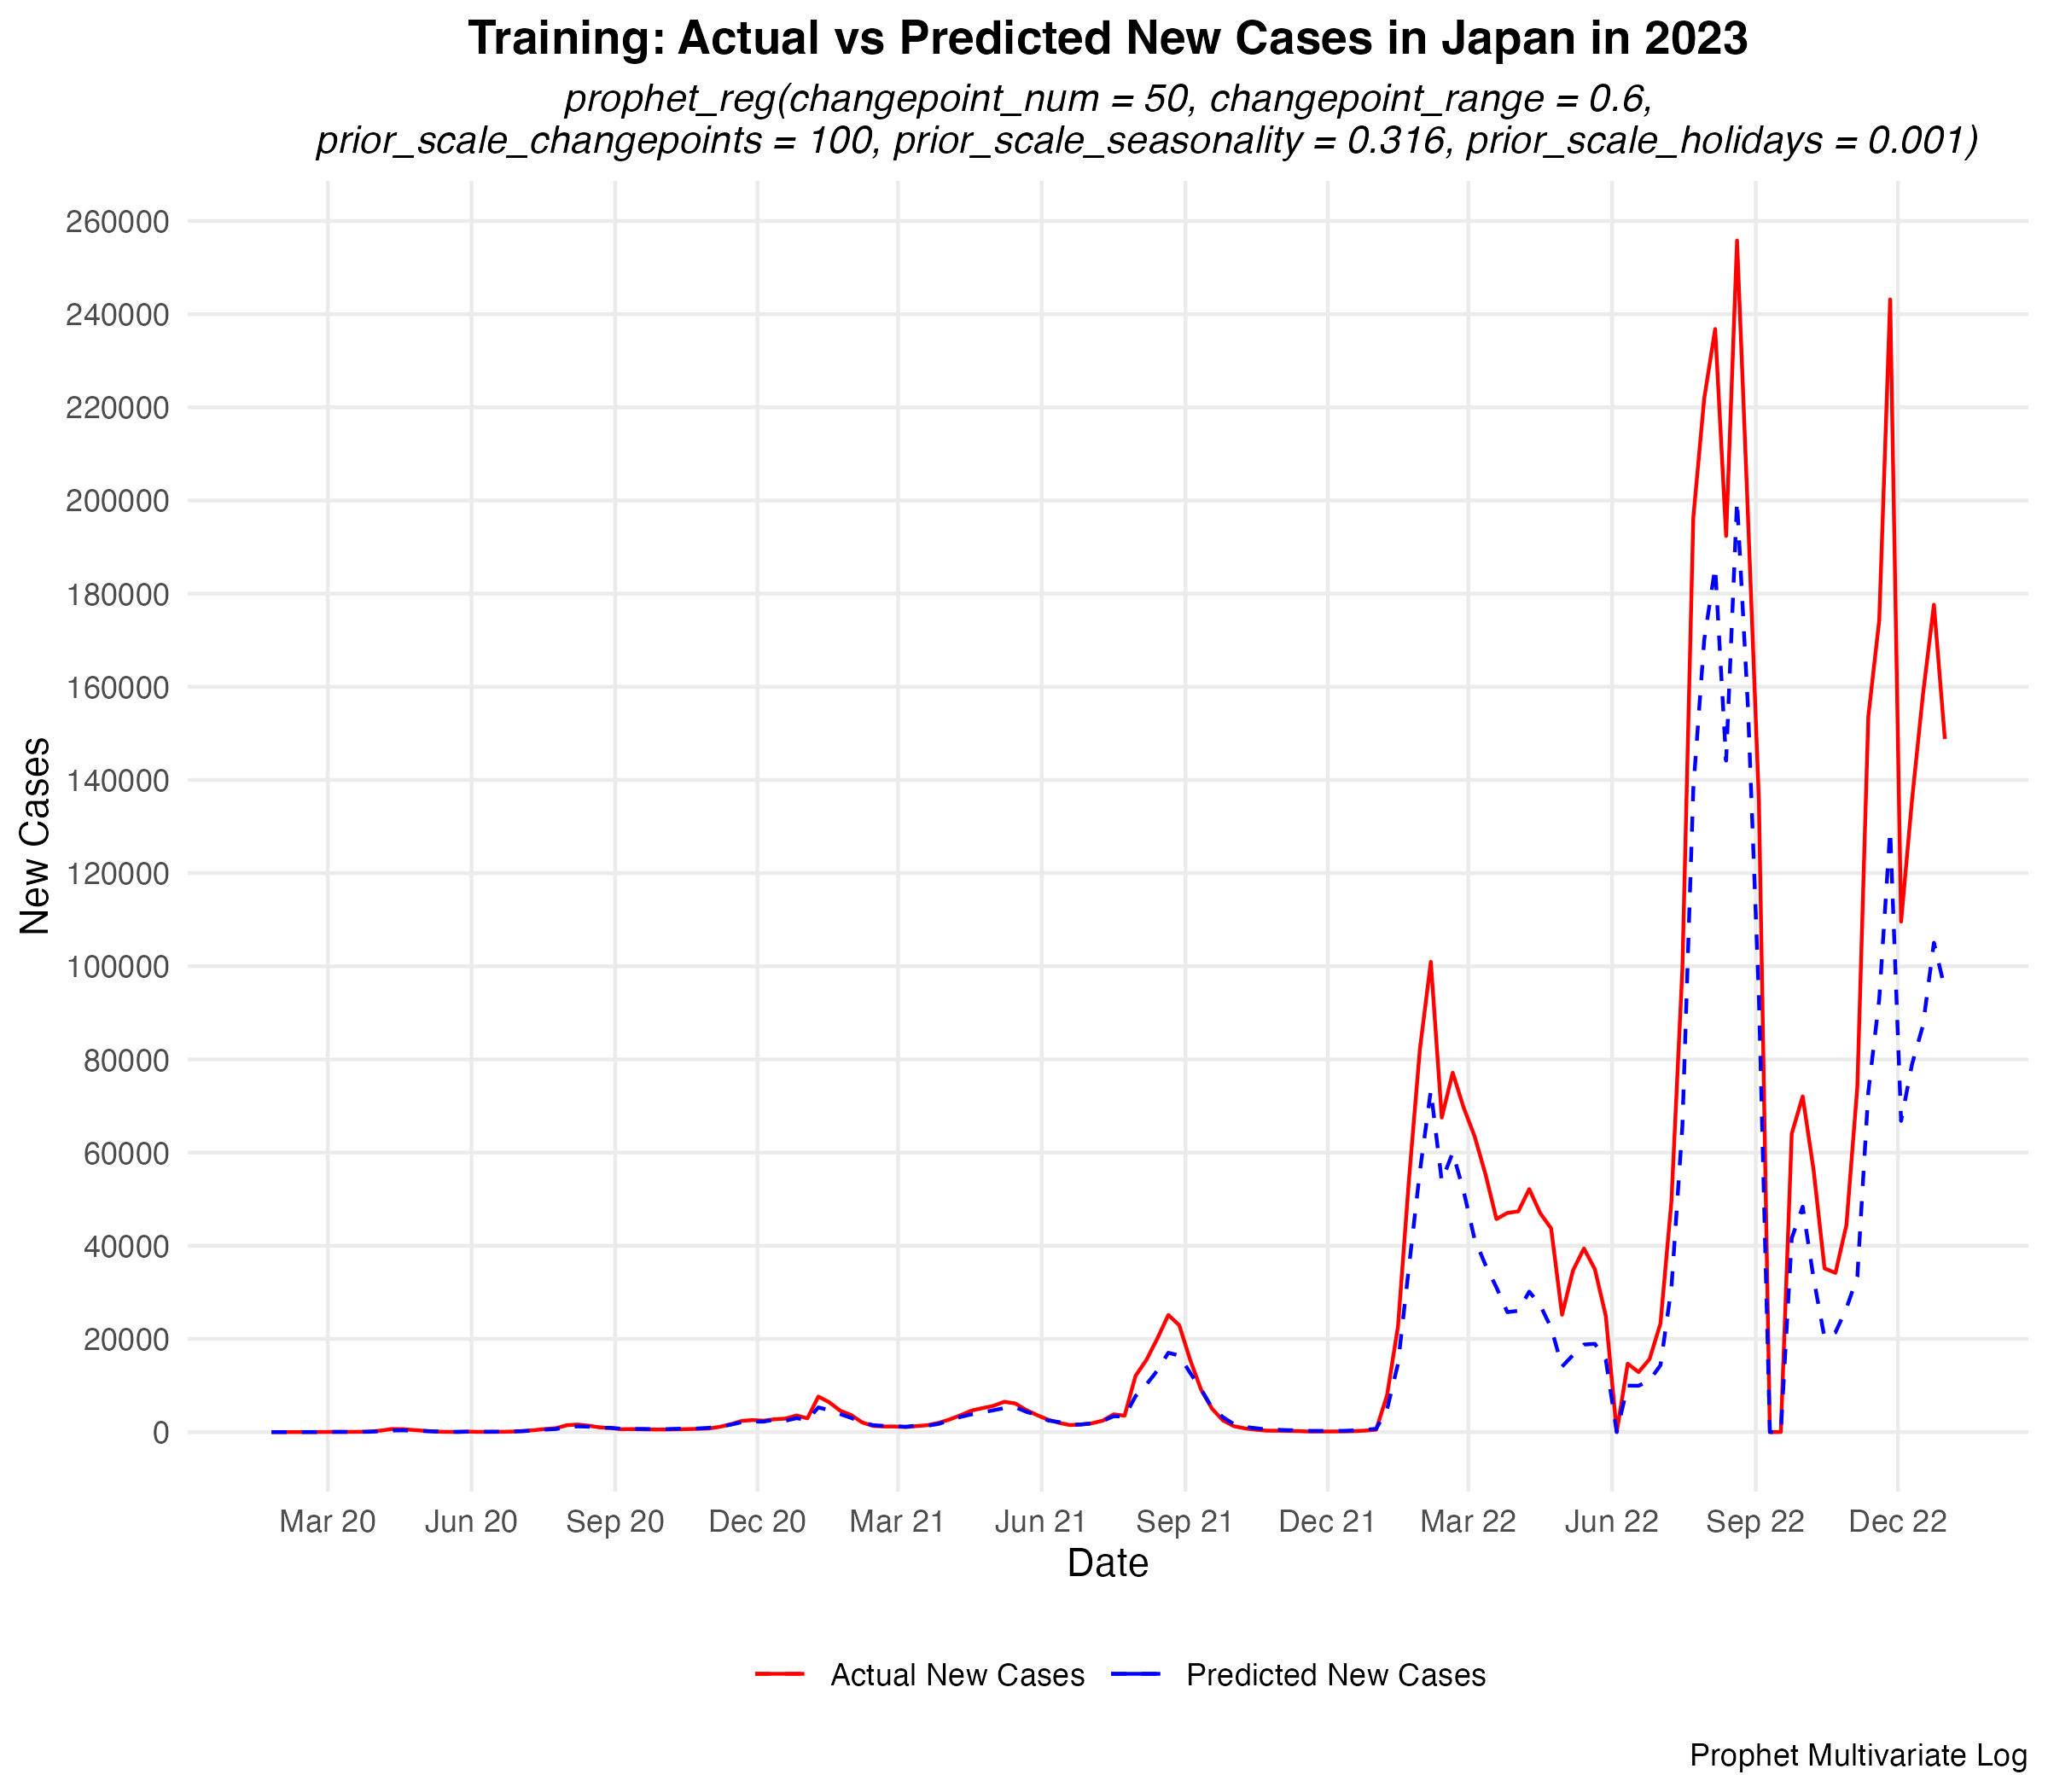 Training: Actual vs Predicted New Cases in Japan in 2023
prophet_reg(changepoint_num = 50, changepoint_range = 0.6,
prior_scale_changepoints = 100, prior_scale_seasonality = 0.316, prior_scale_holidays = 0.001)
260000
240000
220000
200000
180000
160000
140000
120000
100000
80000
60000
40000
20000
0
New Cases
Mar 20 Jun 20 Sep 20 Dec 20 Mar 21 Jun 21 Sep 21 Dec 21 Mar 22 Jun 22 Sep 22 Dec 22
Date
Actual New Cases Predicted New Cases
Prophet Multivariate Log